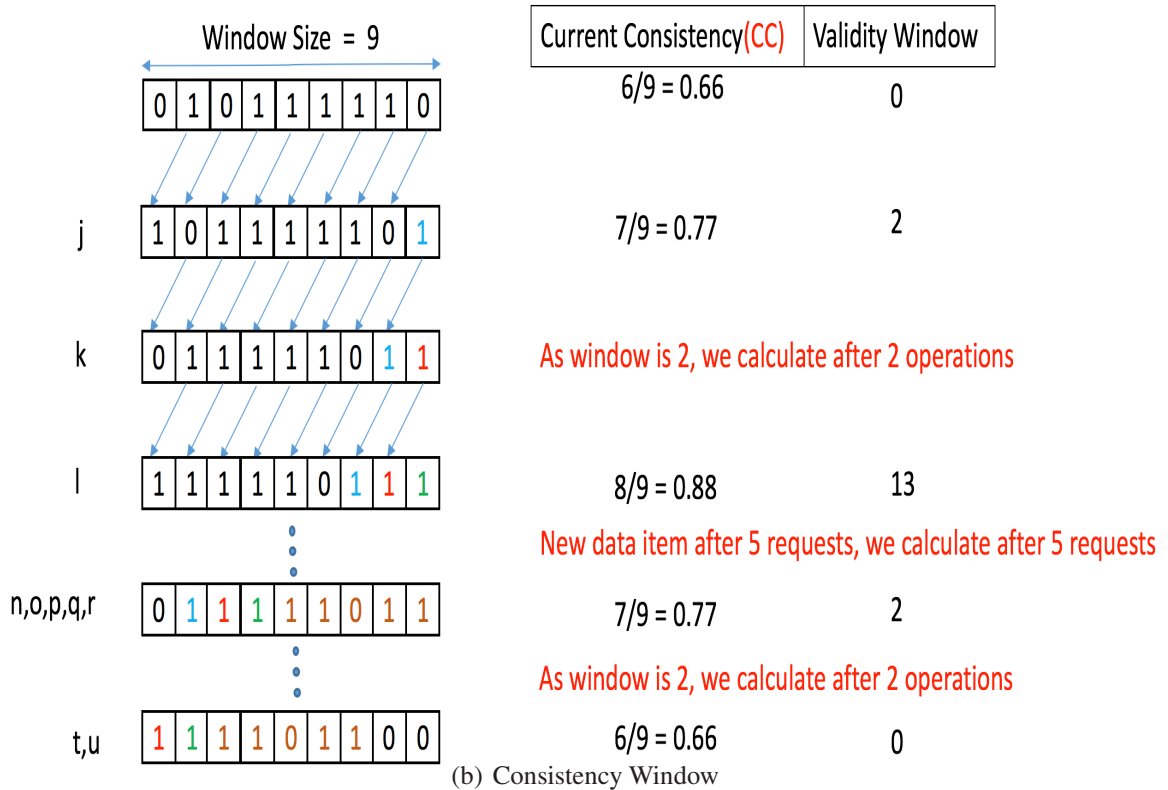 Window Size = 9
Current Consistency(CC) Validity Window
0 1 0 1 1 1 1 1 0 6/9 = 0.66 0
j 1 0 1 1 1 1 1 0 1 7/9 = 0.77 2
k 0 1 1 1 1 1 0 1 1 As window is 2, we calculate after 2 operations
l 1 1 1 1 1 0 1 1 1 8/9 = 0.88 13
New data item after 5 requests, we calculate after 5 requests
n,o,p,q,r 0 1 1 1 1 1 0 1 1 7/9 = 0.77 2
As window is 2, we calculate after 2 operations
t,u 1 1 1 1 0 1 1 0 0 6/9 = 0.66 0
(b) Consistency Window